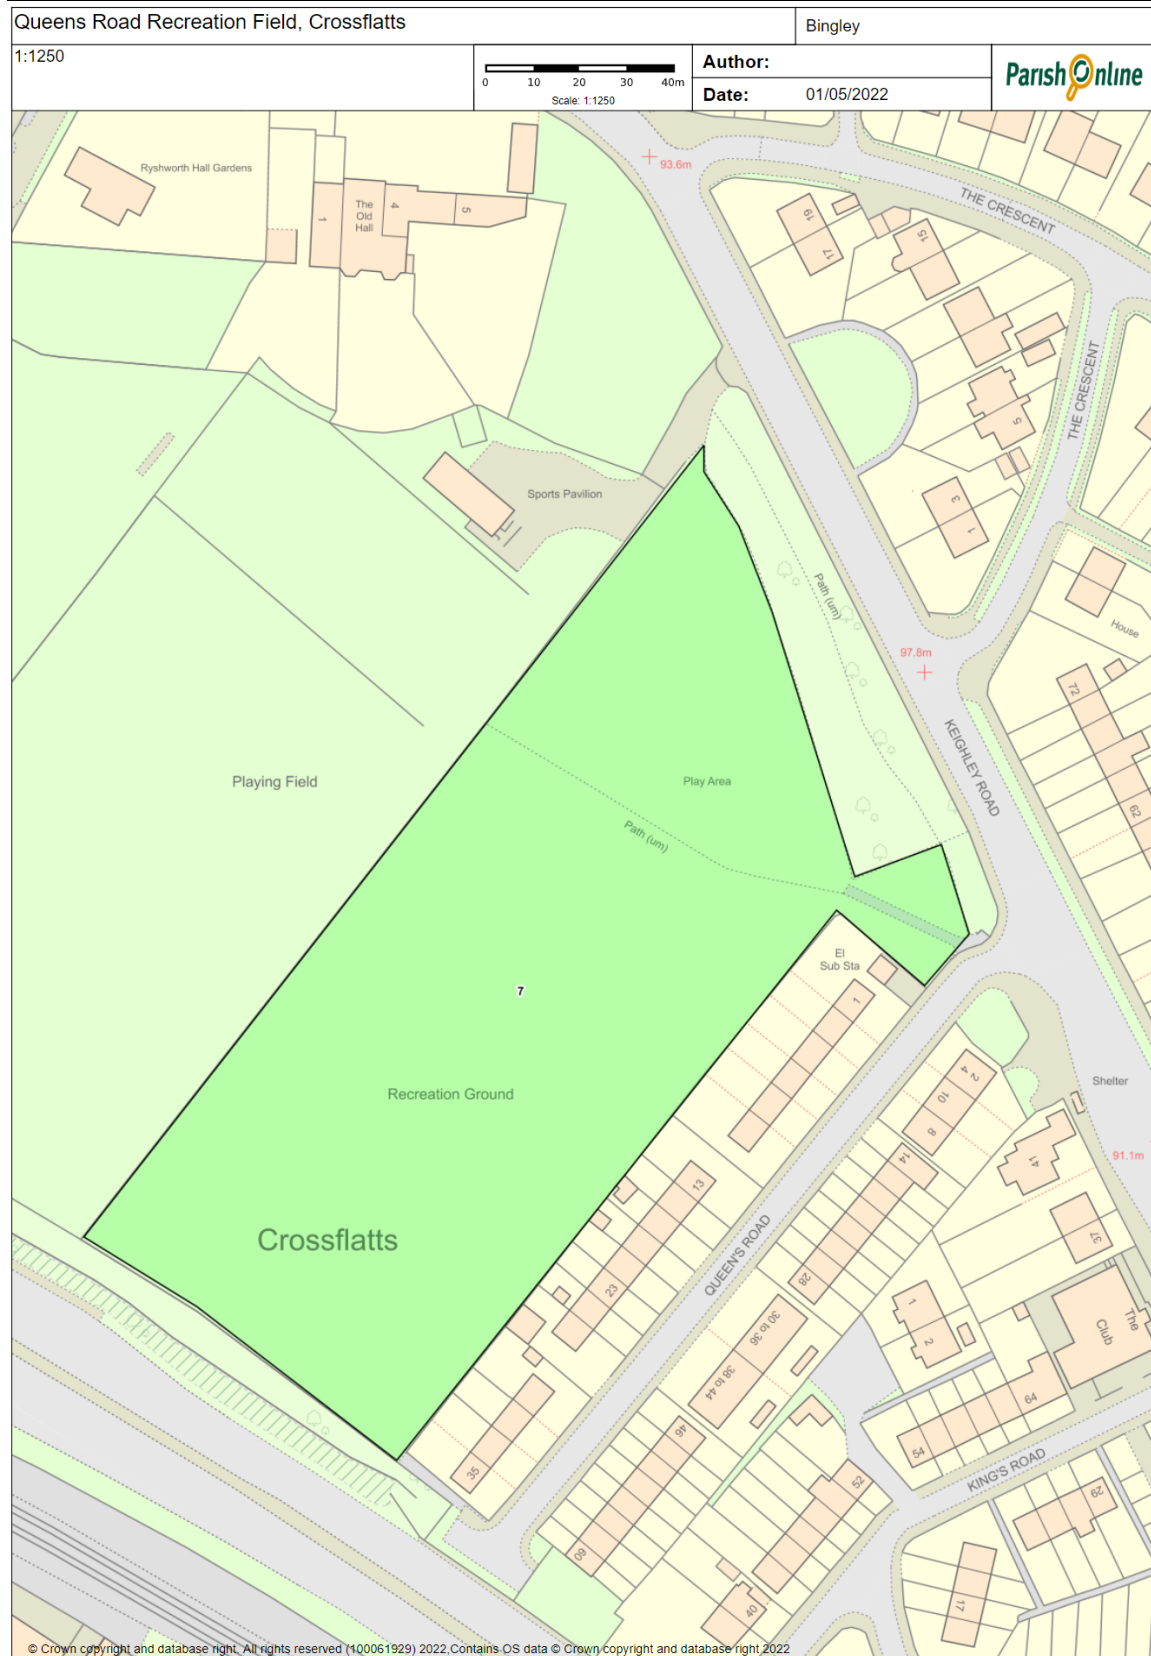 Queens Road Recreation Field, Crossflatts
Bingley
1:1250
0 10 20 30 40m
Scale: 1:1250
Author:
Date: 01/05/2022
Parish Online
Ryshworth Hall Gardens
The
Old
Hall
1
4
5
93.6m
THE CRESCENT
19
17
15
THE CRESCENT
5
3
1
Sports Pavilion
Path (um)
House
97.8m
72
KEIGHLEY ROAD
62
Playing Field
Play Area
Path (um)
El
Sub Sta
1
7
Recreation Ground
2
4
10
8
Shelter
14
41
91.1m
13
Crossflatts
QUEEN'S ROAD
37
23
28
1
2
The
Club
30 to 36
38 to 44
64
46
54
35
KING'S ROAD
52
29
60
40
17
© Crown copyright and database right. All rights reserved (100061929) 2022,Contains OS data © Crown copyright and database right 2022